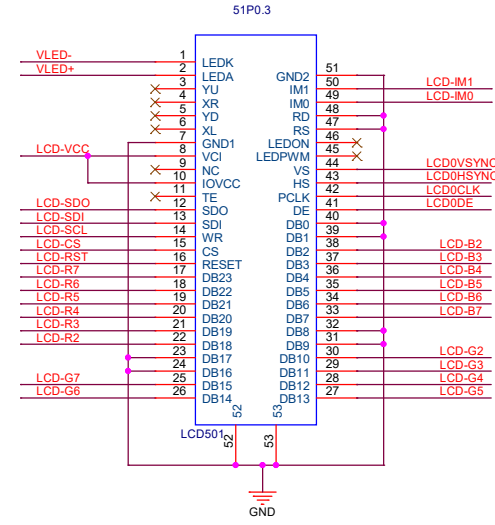 51P0.3
VLED- 1 LEDK
VLED+ 2 LEDA GND2 51
3 YU IM1 50 LCD-IM1
4 XR IM0 49 LCD-IM0
5 YD RD 48
6 XL RS 47
7 GND1 LEDON 46
LCD-VCC 8 VCI LEDPWM 45
9 NC VS 44 LCD0VSYNC
10 IOVCC HS 43 LCD0HSYNC
11 TE PCLK 42 LCD0CLK
LCD-SDO 12 SDO DE 41 LCD0DE
LCD-SDI 13 SDI DB0 40
LCD-SCL 14 WR DB1 39
LCD-CS 15 CS DB2 38 LCD-B2
LCD-RST 16 RESET DB3 37 LCD-B3
LCD-R7 17 DB23 DB4 36 LCD-B4
LCD-R6 18 DB22 DB5 35 LCD-B5
LCD-R5 19 DB21 DB6 34 LCD-B6
LCD-R4 20 DB20 DB7 33 LCD-B7
LCD-R3 21 DB19 DB8 32
LCD-R2 22 DB18 DB9 31
23 DB17 DB10 30 LCD-G2
24 DB16 DB11 29 LCD-G3
LCD-G7 25 DB15 DB12 28 LCD-G4
LCD-G6 26 DB14 DB13 27 LCD-G5
52 53
LCD501
52 53
GND